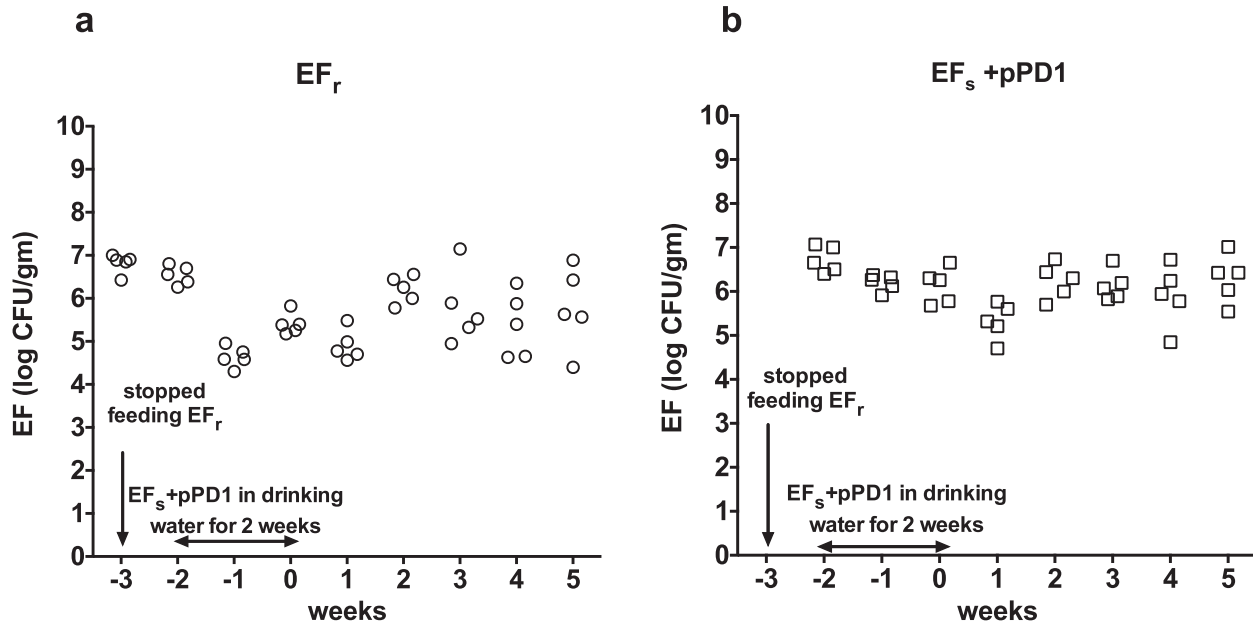 a
EFr
10
9
8
7
6
5
4
3
2
1
0
EF (log CFU/gm)
stopped
feeding EFr
EFs+pPD1 in drinking
water for 2 weeks
-3 -2 -1 0 1 2 3 4 5
weeks
b
EFs +pPD1
10
9
8
7
6
5
4
3
2
1
0
EF (log CFU/gm)
stopped
feeding EFr
EFs+pPD1 in drinking
water for 2 weeks
-3 -2 -1 0 1 2 3 4 5
weeks